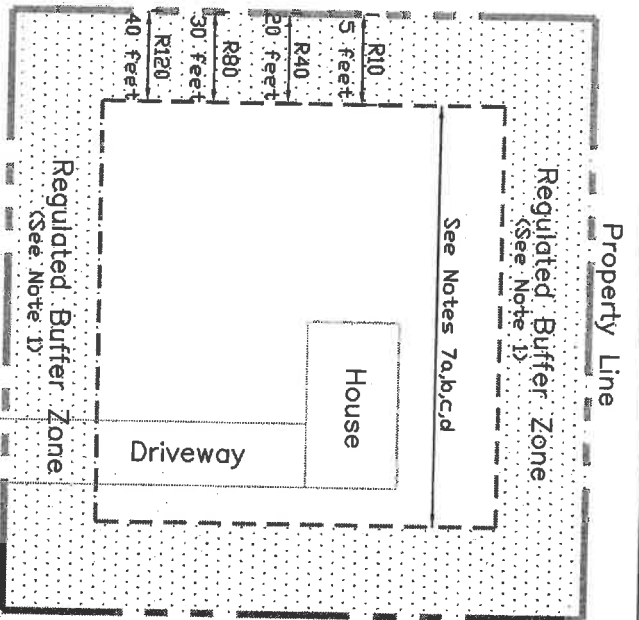 Property Line
Regulated Buffer Zone
(See Note 1)
See Notes 7a,b,c,d
R10
5 feet
R40
20 feet
R80
30 feet
R120
40 feet
House
Driveway
Regulated Buffer Zone
(See Note 1)